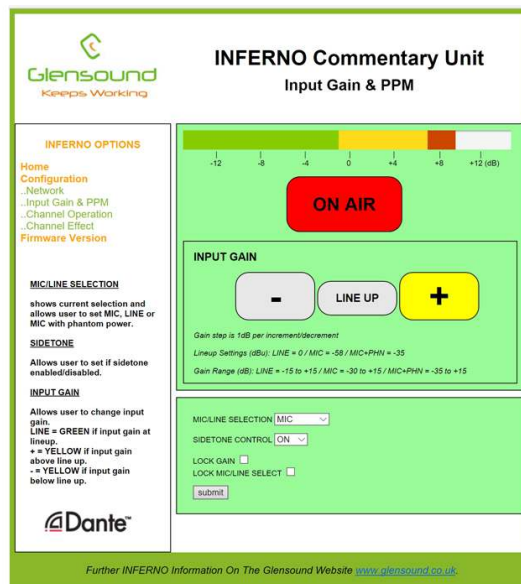 Glensound
Keeps Working
INFERNO Commentary Unit
Input Gain & PPM
INFERNO OPTIONS
Home
Configuration
..Network
..Input Gain & PPM
..Channel Operation
..Channel Effect
Firmware Version
MIC/LINE SELECTION
shows current selection and
allows user to set MIC, LINE or
MIC with phantom power.
SIDETONE
Allows user to set if sidetone
enabled/disabled.
INPUT GAIN
Allows user to change input
gain.
LINE = GREEN if input gain at
lineup.
+ = YELLOW if input gain
above line up.
- = YELLOW if input gain
below line up.
Dante™
-12 -8 -4 0 +4 +8 +12 (dB)
ON AIR
INPUT GAIN
- LINE UP +
Gain step is 1dB per increment/decrement
Lineup Settings (dBu): LINE = 0 / MIC = -58 / MIC+PHN = -35
Gain Range (dB): LINE = -15 to +15 / MIC = -30 to +15 / MIC+PHN = -35 to +15
MIC/LINE SELECTION MIC
SIDETONE CONTROL ON
LOCK GAIN
LOCK MIC/LINE SELECT
submit
Further INFERNO Information On The Glensound Website www.glensound.co.uk.